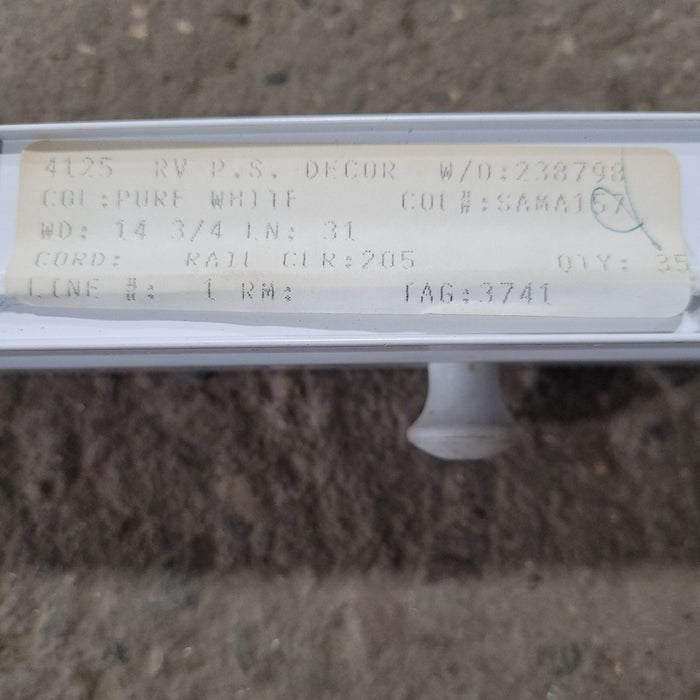 4125 RV P.S. DECOR W/O:238798
COL:PURE WHITE COL#:SAMA157
WD: 14 3/4 LN: 31
CORD: RAIL CLR:205 QTY: 35
LINE #: 1 RM: TAG:3741